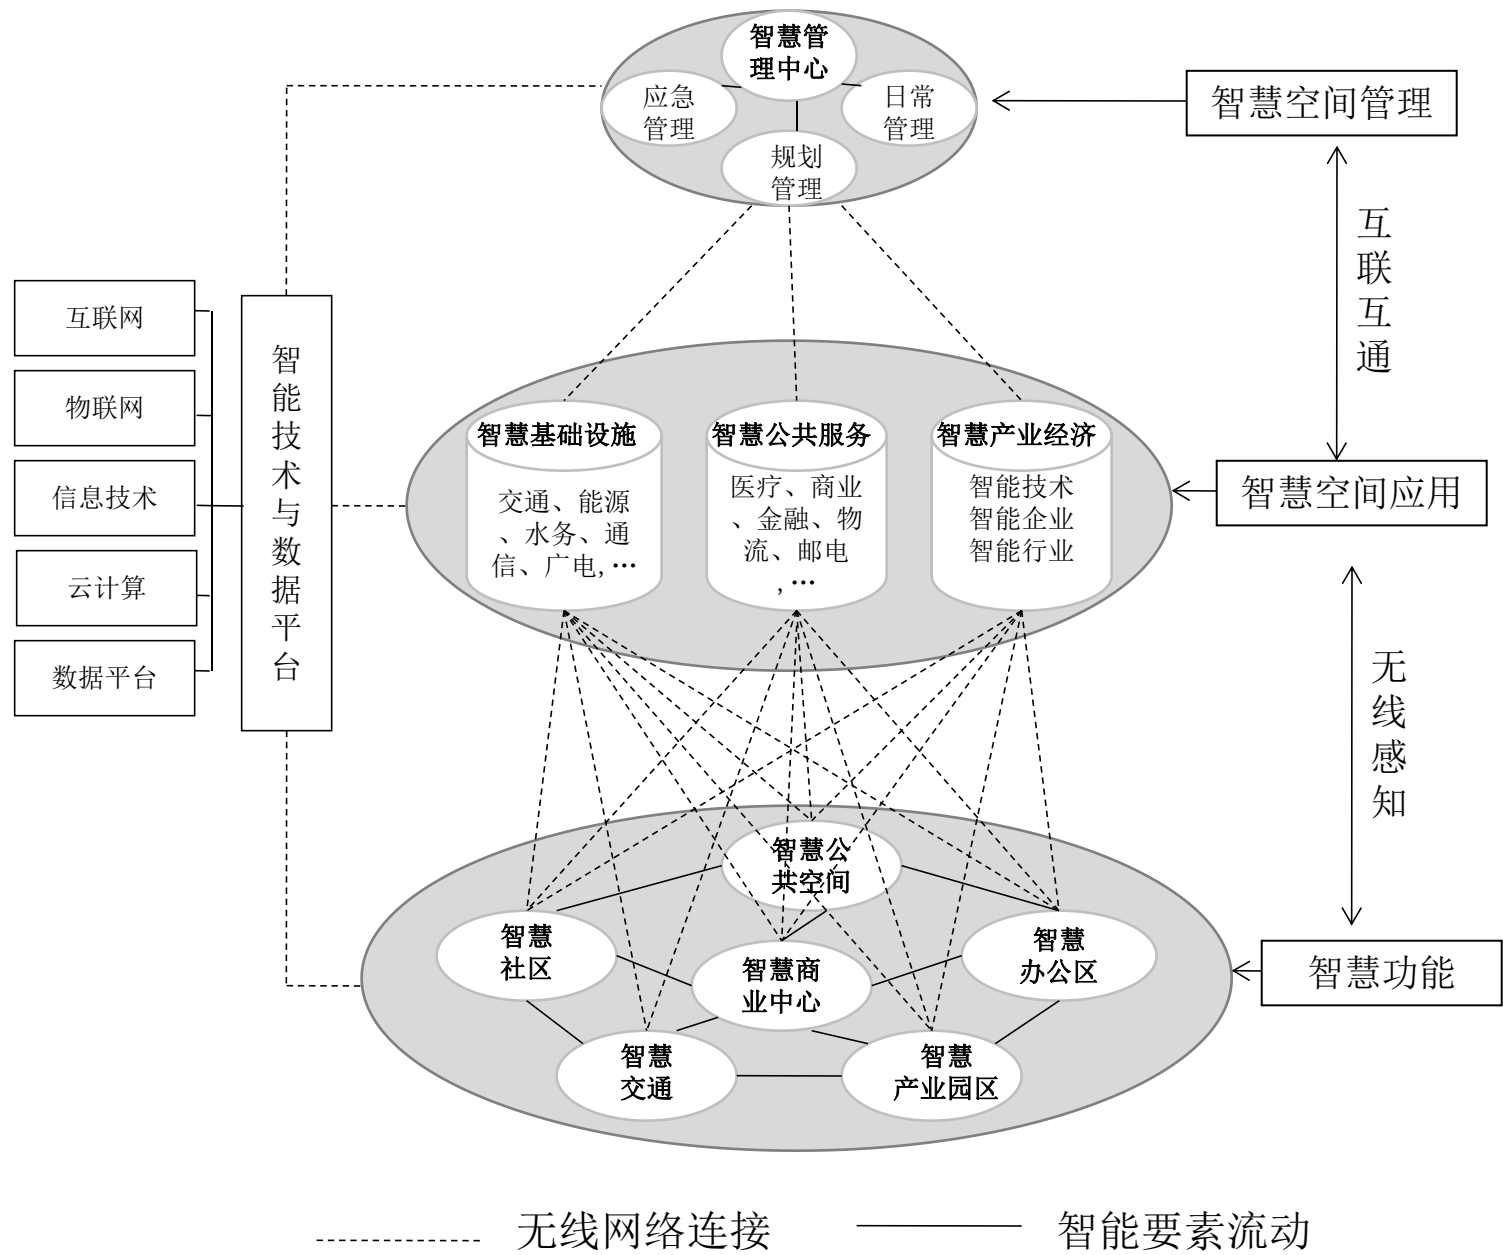 智慧管
理中心
应急
管理
日常
管理
规划
管理
智慧空间管理
互
联
互
通
互联网
物联网
信息技术
云计算
数据平台
智
能
技
术
与
数
据
平
台
智慧基础设施
交通、能源
、水务、通
信、广电,…
智慧公共服务
医疗、商业
、金融、物
流、邮电
,…
智慧产业经济
智能技术
智能企业
智能行业
智慧空间应用
无
线
感
知
智慧公
共空间
智慧
社区
智慧商
业中心
智慧
办公区
智慧
交通
智慧
产业园区
智慧功能
无线网络连接
智能要素流动